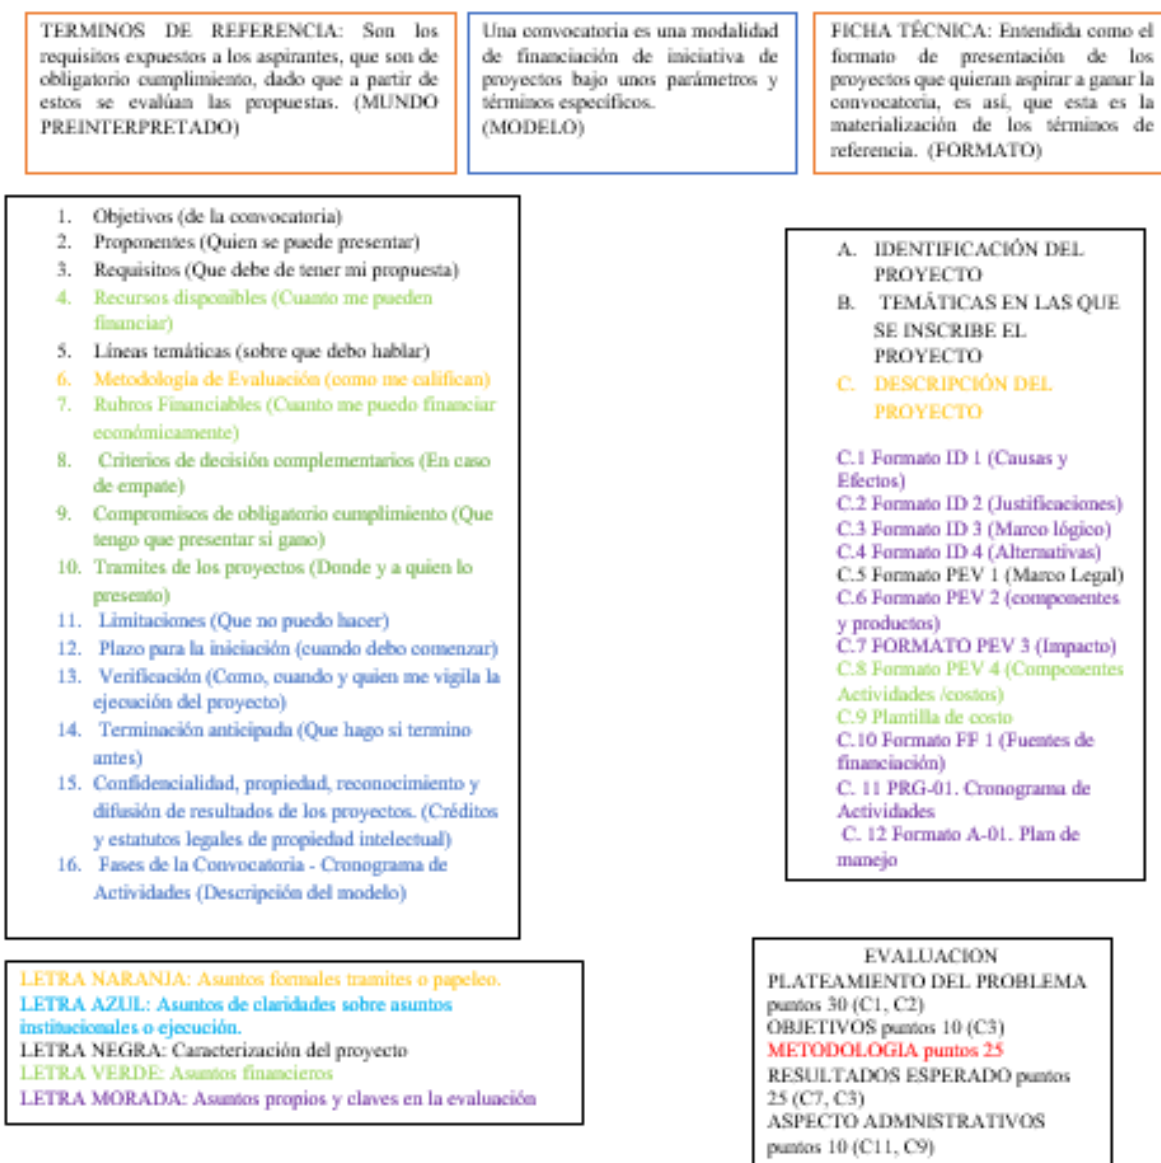 TERMINOS DE REFERENCIA: Son los
requisitos expuestos a los aspirantes, que son de
obligatorio cumplimiento, dado que a partir de
estos se evalúan las propuestas. (MUNDO
PREINTERPRETADO)
Una convocatoria es una modalidad
de financiación de iniciativa de
proyectos bajo unos parámetros y
términos específicos.
(MODELO)
FICHA TÉCNICA: Entendida como el
formato de presentación de los
proyectos que quieran aspirar a ganar la
convocatoria, es así, que esta es la
materialización de los términos de
referencia. (FORMATO)
1. Objetivos (de la convocatoria)
2. Proponentes (Quien se puede presentar)
3. Requisitos (Que debe de tener mi propuesta)
4. Recursos disponibles (Cuanto me pueden
financiar)
5. Líneas temáticas (sobre que debo hablar)
6. Metodología de Evaluación (como me califican)
7. Rubros Financiables (Cuanto me puedo financiar
económicamente)
8. Criterios de decisión complementarios (En caso
de empate)
9. Compromisos de obligatorio cumplimiento (Que
tengo que presentar si gano)
10. Tramites de los proyectos (Donde y a quien lo
presento)
11. Limitaciones (Que no puedo hacer)
12. Plazo para la iniciación (cuando debo comenzar)
13. Verificación (Como, cuando y quien me vigila la
ejecución del proyecto)
14. Terminación anticipada (Que hago si termino
antes)
15. Confidencialidad, propiedad, reconocimiento y
difusión de resultados de los proyectos. (Créditos
y estatutos legales de propiedad intelectual)
16. Fases de la Convocatoria - Cronograma de
Actividades (Descripción del modelo)
A. IDENTIFICACIÓN DEL
PROYECTO
B. TEMÁTICAS EN LAS QUE
SE INSCRIBE EL
PROYECTO
C. DESCRIPCIÓN DEL
PROYECTO
C.1 Formato ID 1 (Causas y
Efectos)
C.2 Formato ID 2 (Justificaciones)
C.3 Formato ID 3 (Marco lógico)
C.4 Formato ID 4 (Alternativas)
C.5 Formato PEV 1 (Marco Legal)
C.6 Formato PEV 2 (componentes
y productos)
C.7 FORMATO PEV 3 (Impacto)
C.8 Formato PEV 4 (Componentes
Actividades /costos)
C.9 Plantilla de costo
C.10 Formato FF 1 (Fuentes de
financiación)
C. 11 PRG-01. Cronograma de
Actividades
C. 12 Formato A-01. Plan de
manejo
LETRA NARANJA: Asuntos formales tramites o papeleo.
LETRA AZUL: Asuntos de claridades sobre asuntos
institucionales o ejecución.
LETRA NEGRA: Caracterización del proyecto
LETRA VERDE: Asuntos financieros
LETRA MORADA: Asuntos propios y claves en la evaluación
EVALUACION
PLATEAMIENTO DEL PROBLEMA
puntos 30 (C1, C2)
OBJETIVOS puntos 10 (C3)
METODOLOGIA puntos 25
RESULTADOS ESPERADO puntos
25 (C7, C3)
ASPECTO ADMNISTRATIVOS
puntos 10 (C11, C9)